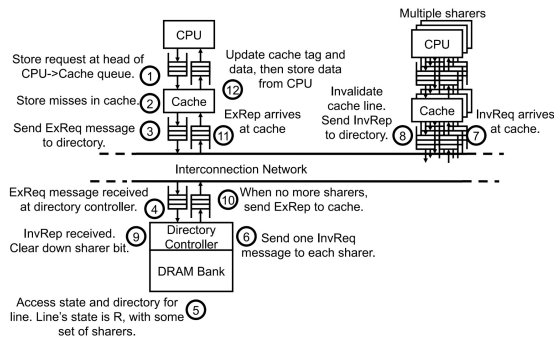 Multiple sharers
CPU
CPU
Store request at head of
CPU->Cache queue.
1
Update cache tag and
data, then store data
from CPU
12
Store misses in cache.
2
Cache
Invalidate
cache line.
Send InvRep
to directory.
8
Cache
7
InvReq arrives
at cache.
Send ExReq message
to directory.
3
11
ExRep arrives
at cache
Interconnection Network
ExReq message received
at directory controller.
4
10
When no more sharers,
send ExRep to cache.
InvRep received.
Clear down sharer bit.
9
Directory
Controller
6
Send one InvReq
message to each sharer.
DRAM Bank
Access state and directory for
line. Line's state is R, with some
set of sharers.
5